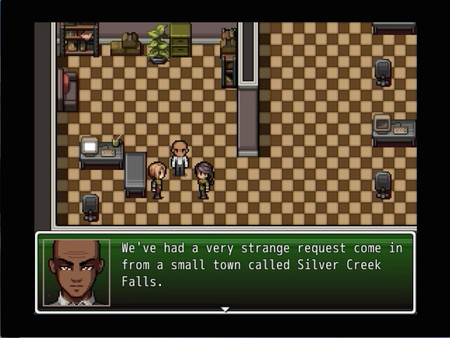 We've had a very strange request come in
from a small town called Silver Creek
Falls.